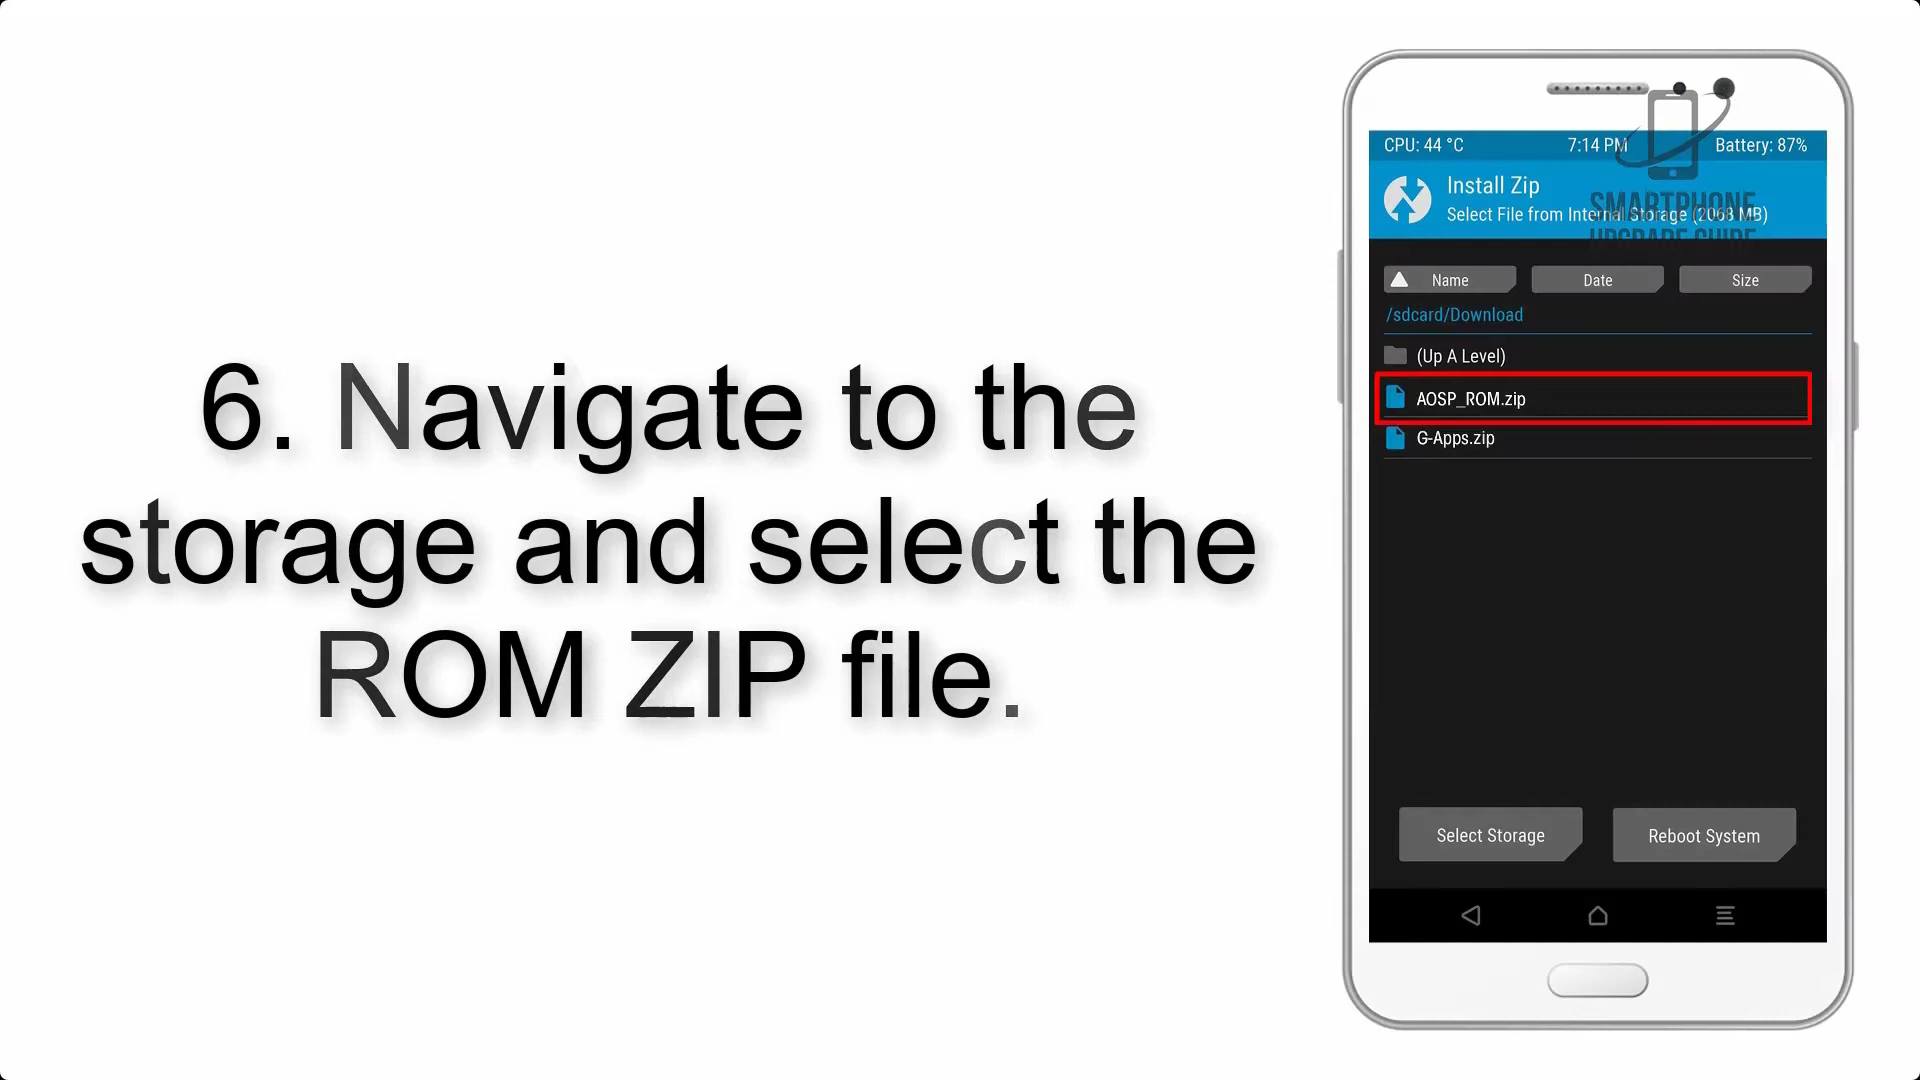 6. Navigate to the
storage and select the
ROM ZIP file.
CPU: 44 °C 7:14 PM Battery: 87%
Install Zip
Select File from Internal Storage (2068 MB)
SMARTPHONE
UPGRADE GUIDE
Name Date Size
/sdcard/Download
(Up A Level)
AOSP_ROM.zip
G-Apps.zip
Select Storage Reboot System